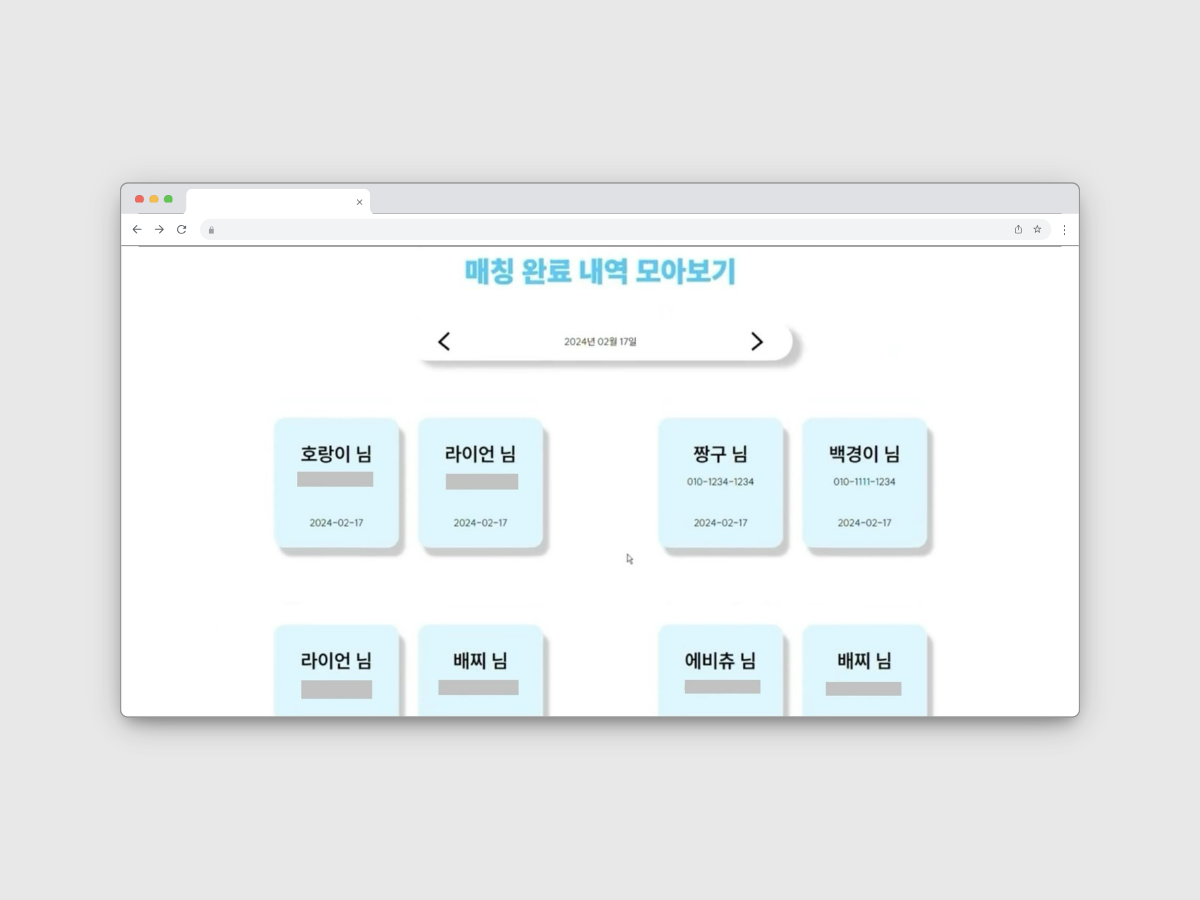 매칭 완료 내역 모아보기
2024년 02월 17일
호랑이 님
2024-02-17
라이언 님
2024-02-17
짱구 님
010-1234-1234
2024-02-17
백경이 님
010-1111-1234
2024-02-17
라이언 님
배찌 님
에비츄 님
배찌 님